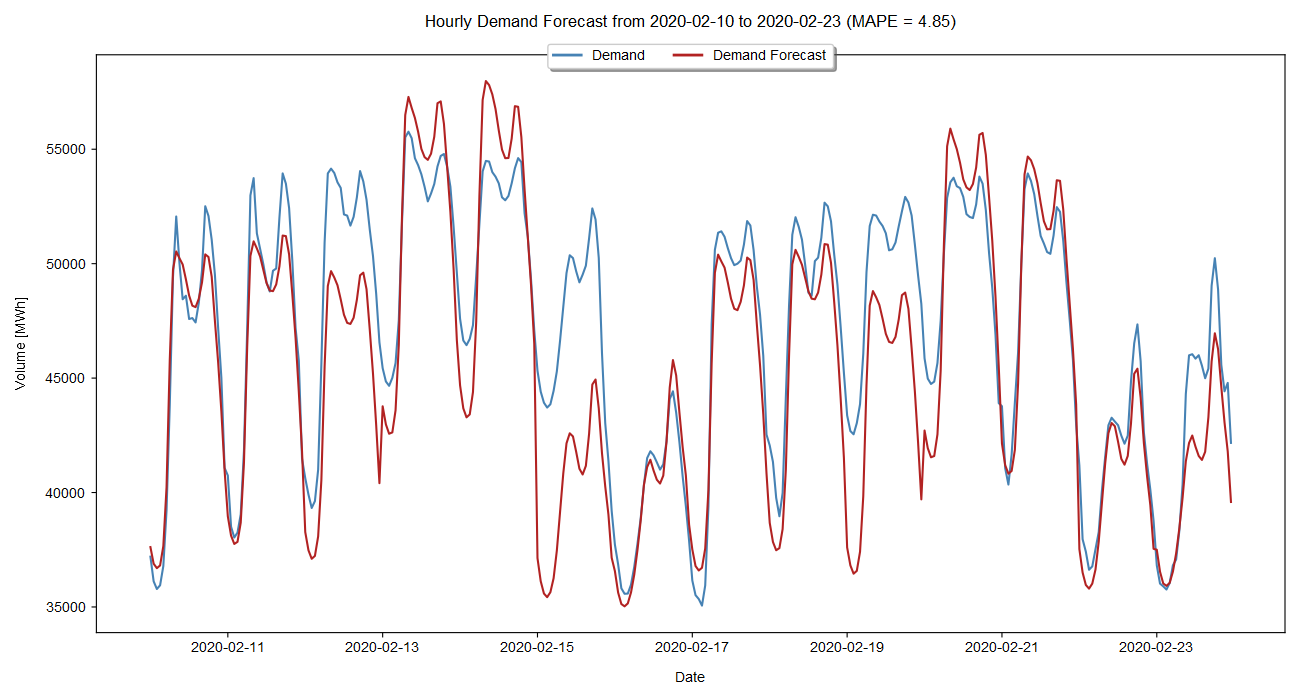 Hourly Demand Forecast from 2020-02-10 to 2020-02-23 (MAPE = 4.85)
Demand
Demand Forecast
55000
50000
45000
40000
35000
Volume [MWh]
2020-02-11
2020-02-13
2020-02-15
2020-02-17
2020-02-19
2020-02-21
2020-02-23
Date